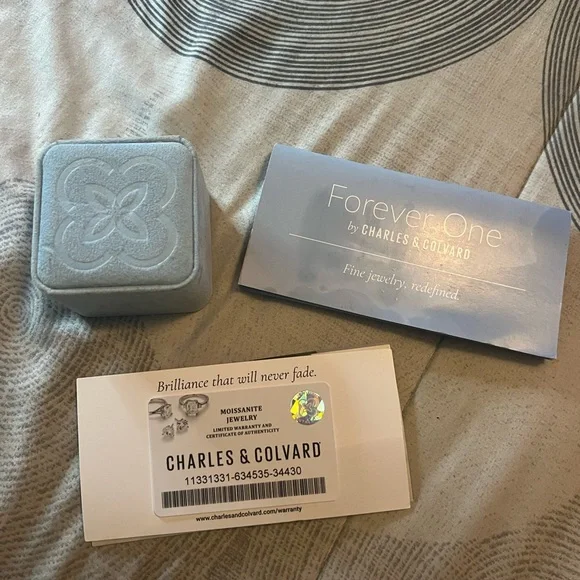 Forever One
by CHARLES & COLVARD
Fine jewelry, redefined.
Brilliance that will never fade.
MOISSANITE
JEWELRY
LIMITED WARRANTY AND
CERTIFICATE OF AUTHENTICITY
CHARLES & COLVARD
11331331-634535-34430
www.charlesandcolvard.com/warranty